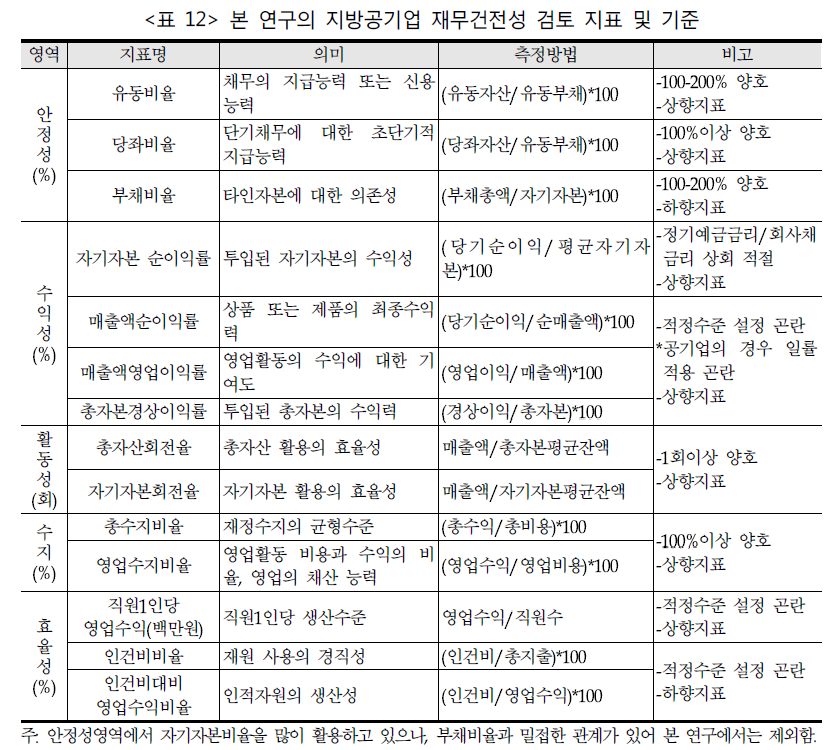 <표 12> 본 연구의 지방공기업 재무건전성 검토 지표 및 기준
영역 지표명 의미 측정방법 비고
안정성(%)
유동비율 채무의 지급능력 또는 신용능력 (유동자산/유동부채)*100 -100-200% 양호 -상향지표
당좌비율 단기채무에 대한 초단기적 지급능력 (당좌자산/유동부채)*100 -100%이상 양호 -상향지표
부채비율 타인자본에 대한 의존성 (부채총액/자기자본)*100 -100-200% 양호 -하향지표
수익성(%)
자기자본 순이익률 투입된 자기자본의 수익성 (당기순이익/평균자기자본)*100 -정기예금금리/회사채 금리 상회 적절 -상향지표
매출액순이익률 상품 또는 제품의 최종수익력 (당기순이익/순매출액)*100 -적정수준 설정 곤란 *공기업의 경우 일률 적용 곤란 -상향지표
매출액영업이익률 영업활동의 수익에 대한 기여도 (영업이익/매출액)*100
총자본경상이익률 투입된 총자본의 수익력 (경상이익/총자본)*100
활동성(회)
총자산회전율 총자산 활용의 효율성 매출액/총자본평균잔액 -1회이상 양호 -상향지표
자기자본회전율 자기자본 활용의 효율성 매출액/자기자본평균잔액
수지(%)
총수지비율 재정수지의 균형수준 (총수익/총비용)*100 -100%이상 양호 -상향지표
영업수지비율 영업활동 비용과 수익의 비율, 영업의 채산 능력 (영업수익/영업비용)*100
효율성(%)
직원1인당 영업수익(백만원) 직원1인당 생산수준 영업수익/직원수 -적정수준 설정 곤란 -상향지표
인건비비율 재원 사용의 경직성 (인건비/총지출)*100 -적정수준 설정 곤란 -하향지표
인건비대비 영업수익비율 인적자원의 생산성 (인건비/영업수익)*100
주: 안정성영역에서 자기자본비율을 많이 활용하고 있으나, 부채비율과 밀접한 관계가 있어 본 연구에서는 제외함.